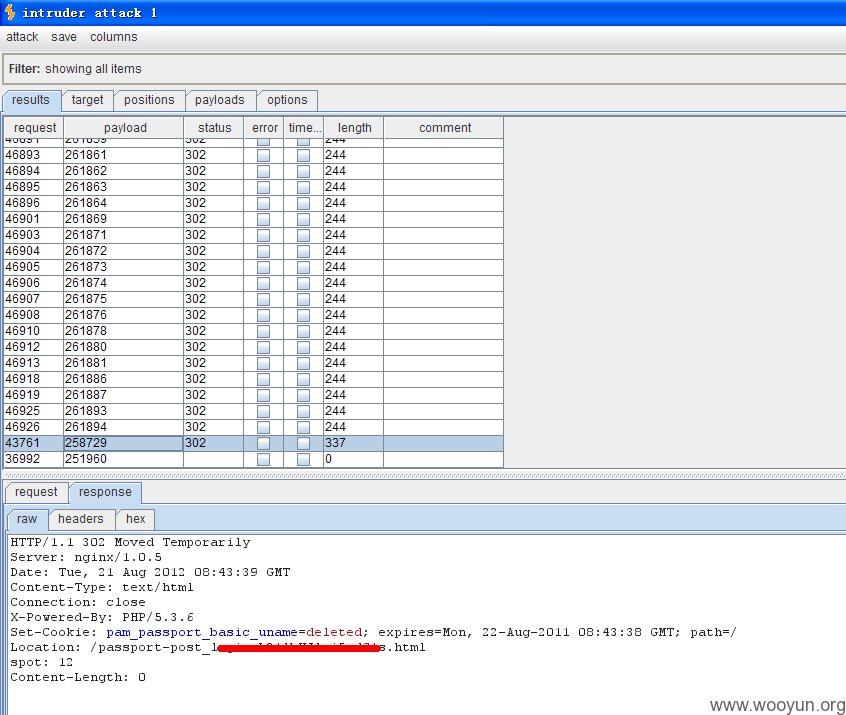 intruder attack 1
attack save columns
Filter: showing all items
results target positions payloads options
request payload status error time... length comment
46893 261861 302 244
46894 261862 302 244
46895 261863 302 244
46896 261864 302 244
46901 261869 302 244
46903 261871 302 244
46904 261872 302 244
46905 261873 302 244
46906 261874 302 244
46907 261875 302 244
46908 261876 302 244
46910 261878 302 244
46912 261880 302 244
46913 261881 302 244
46918 261886 302 244
46919 261887 302 244
46925 261893 302 244
46926 261894 302 244
43761 258729 302 337
36992 251960 0
request response
raw headers hex
HTTP/1.1 302 Moved Temporarily
Server: nginx/1.0.5
Date: Tue, 21 Aug 2012 08:43:39 GMT
Content-Type: text/html
Connection: close
X-Powered-By: PHP/5.3.6
Set-Cookie: pam_passport_basic_uname=deleted; expires=Mon, 22-Aug-2011 08:43:38 GMT; path=/
Location: /passport-post_l s.html
spot: 12
Content-Length: 0
www.wooyun.org